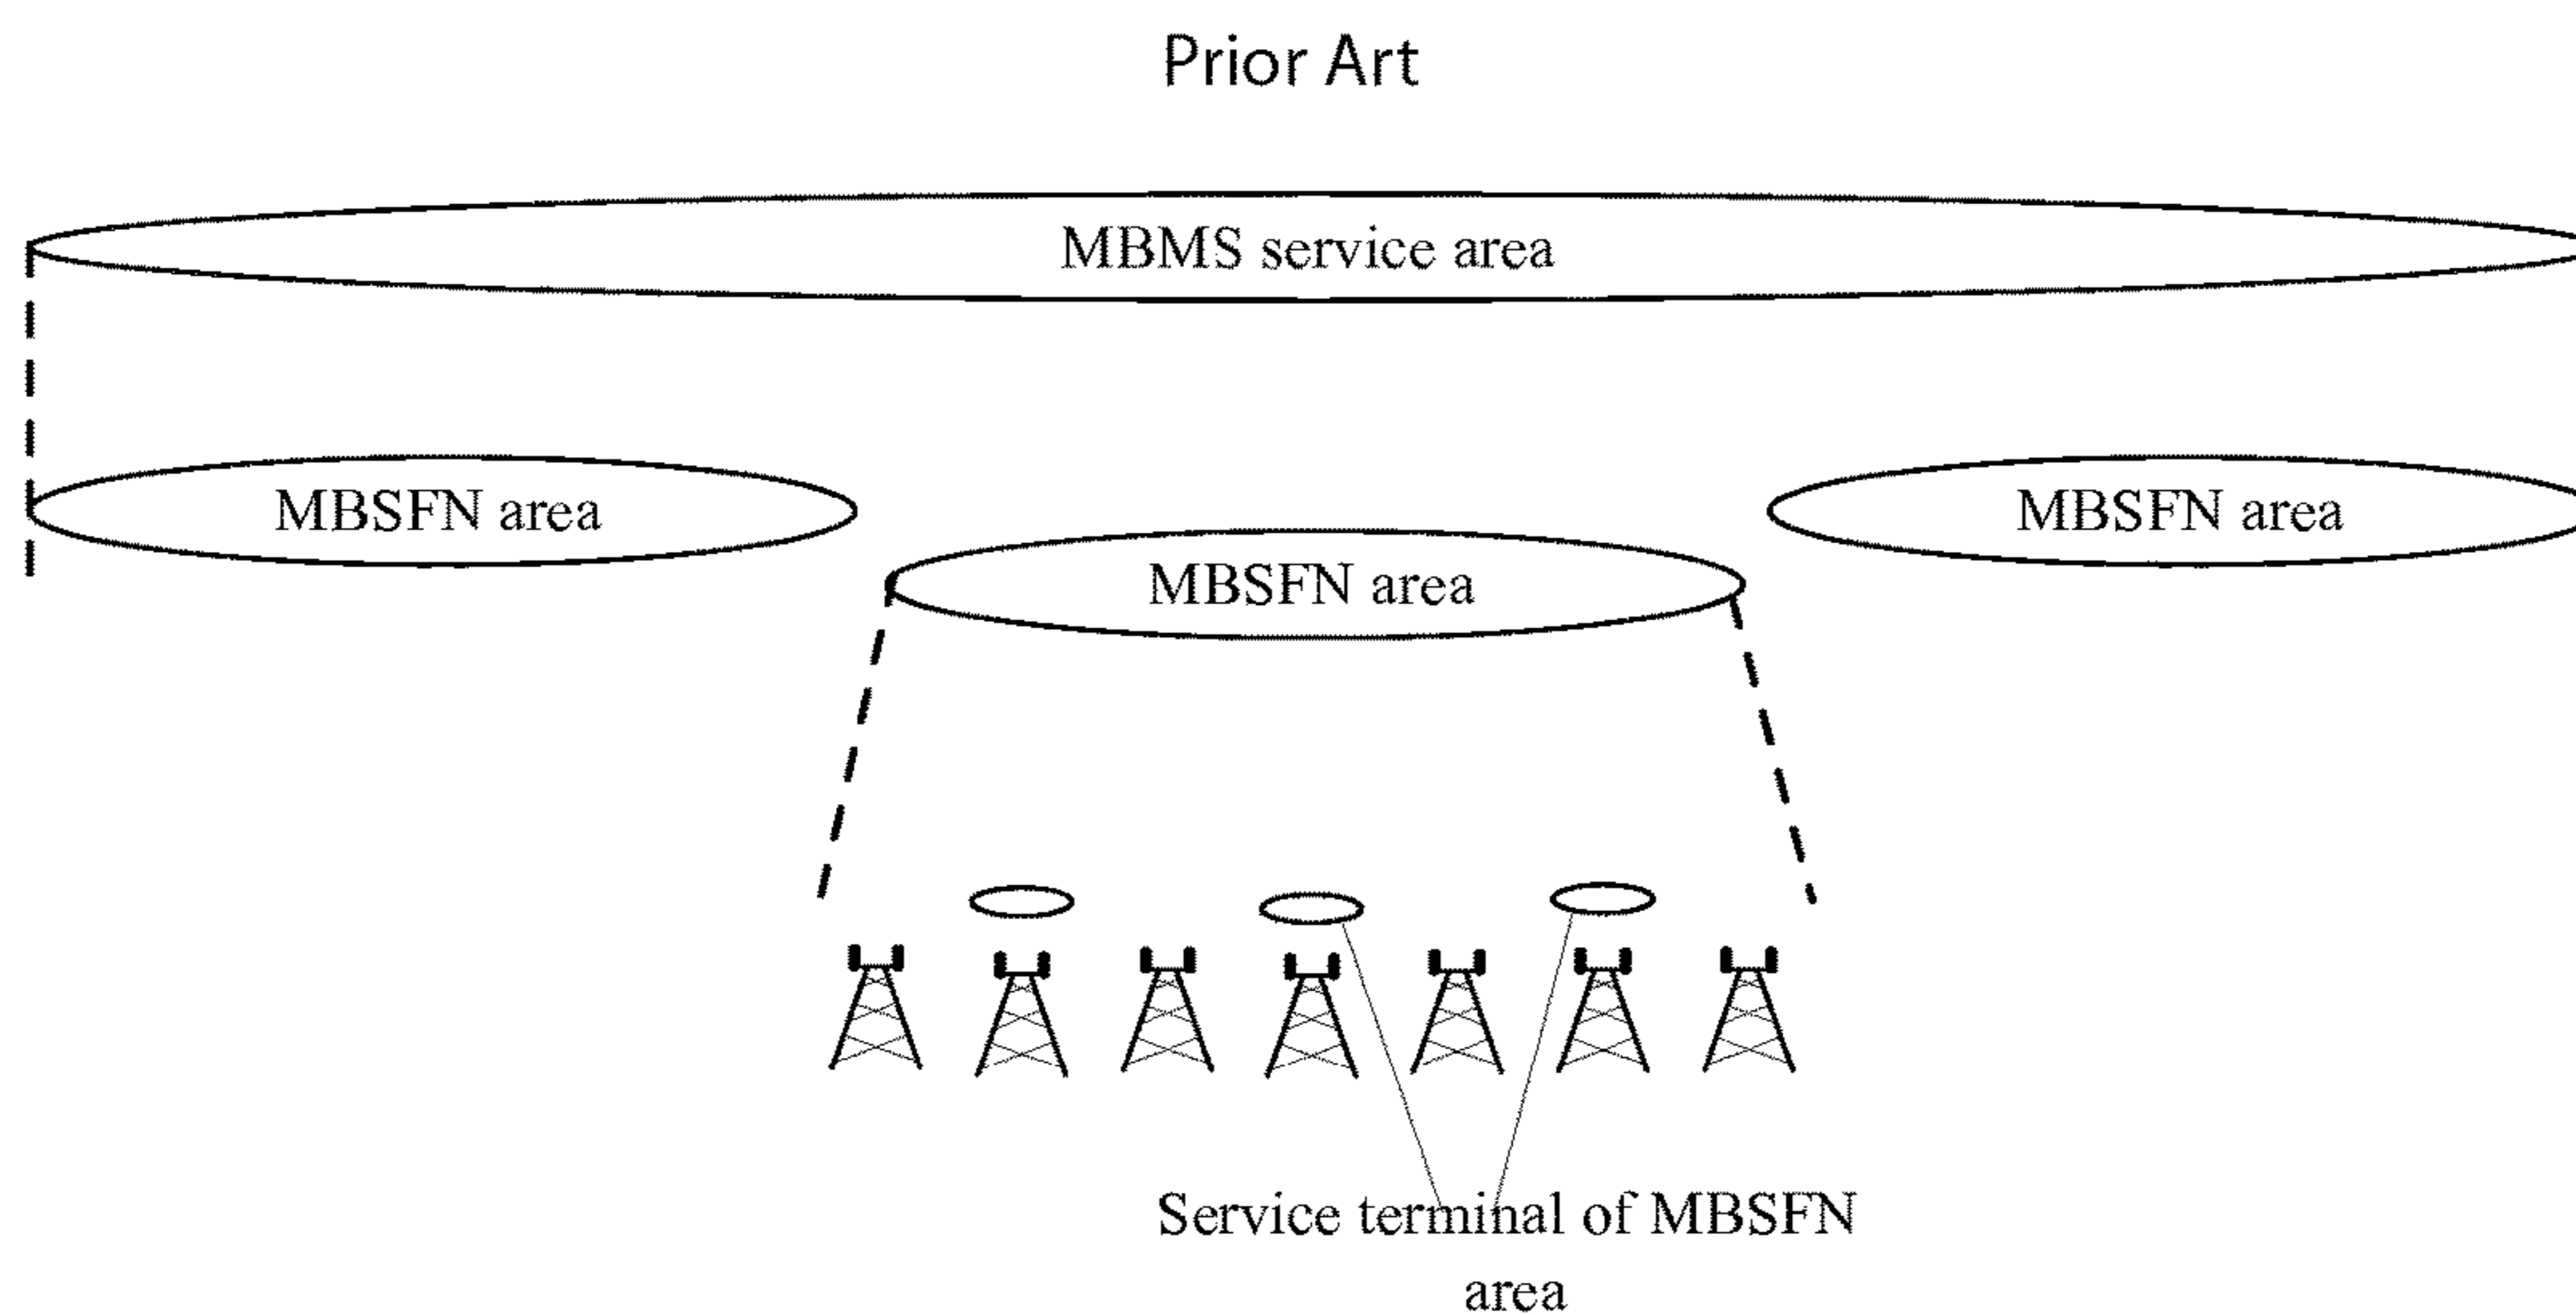 Prior Art
MBMS service area
MBSFN area
MBSFN area
MBSFN area
Service terminal of MBSFN
area